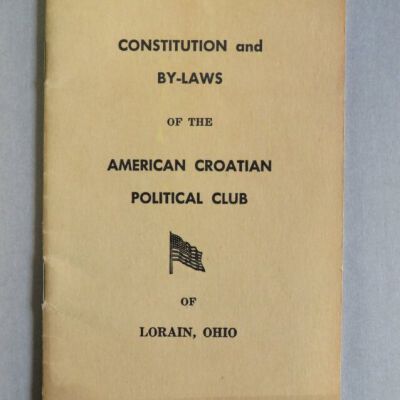 CONSTITUTION and
BY-LAWS
OF THE
AMERICAN CROATIAN
POLITICAL CLUB
OF
LORAIN, OHIO